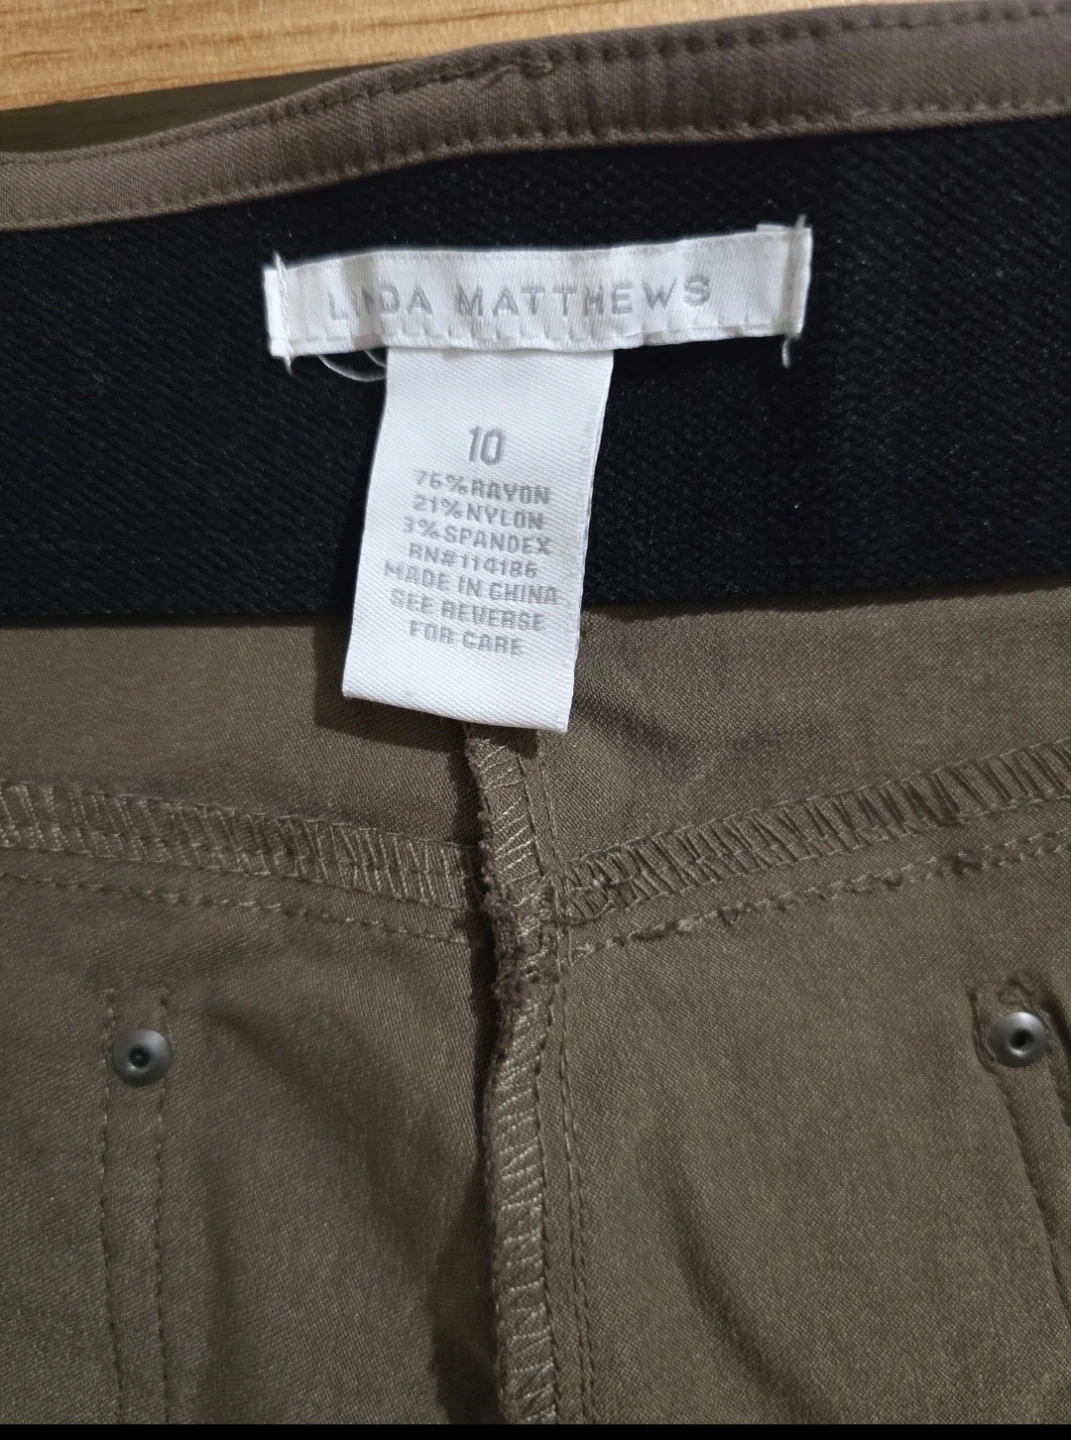 LINDA MATTHEWS
10
76%RAYON
21%NYLON
3%SPANDEX
RN#114186
MADE IN CHINA
SEE REVERSE
FOR CARE